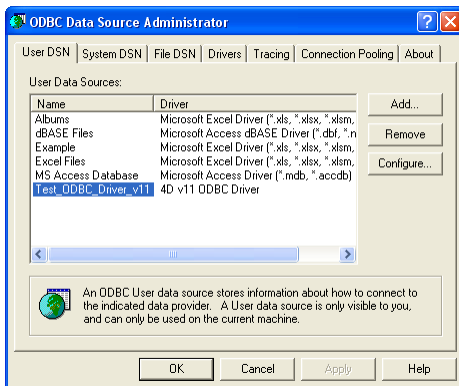 ODBC Data Source Administrator
User DSN System DSN File DSN Drivers Tracing Connection Pooling About
User Data Sources:
Name Driver
Albums Microsoft Excel Driver (*.xls, *.xlsx, *.xlsm,
dBASE Files Microsoft Access dBASE Driver (*.dbf, *.n
Example Microsoft Excel Driver (*.xls, *.xlsx, *.xlsm,
Excel Files Microsoft Excel Driver (*.xls, *.xlsx, *.xlsm,
MS Access Database Microsoft Access Driver (*.mdb, *.accdb)
Test_ODBC_Driver_v11 4D v11 ODBC Driver
Add...
Remove
Configure...
An ODBC User data source stores information about how to connect to
the indicated data provider. A User data source is only visible to you,
and can only be used on the current machine.
OK Cancel Apply Help